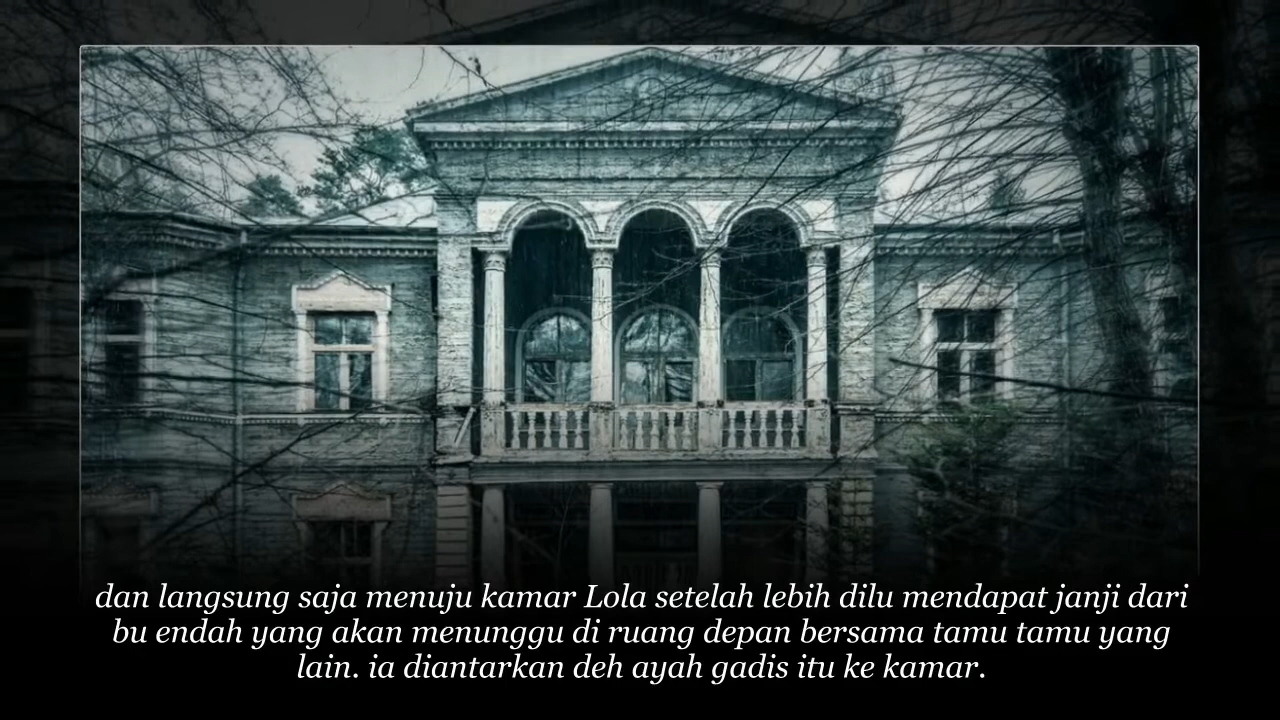 dan langsung saja menuju kamar Lola setelah lebih dilu mendapat janji dari
bu endah yang akan menunggu di ruang depan bersama tamu tamu yang
lain. ia diantarkan deh ayah gadis itu ke kamar.